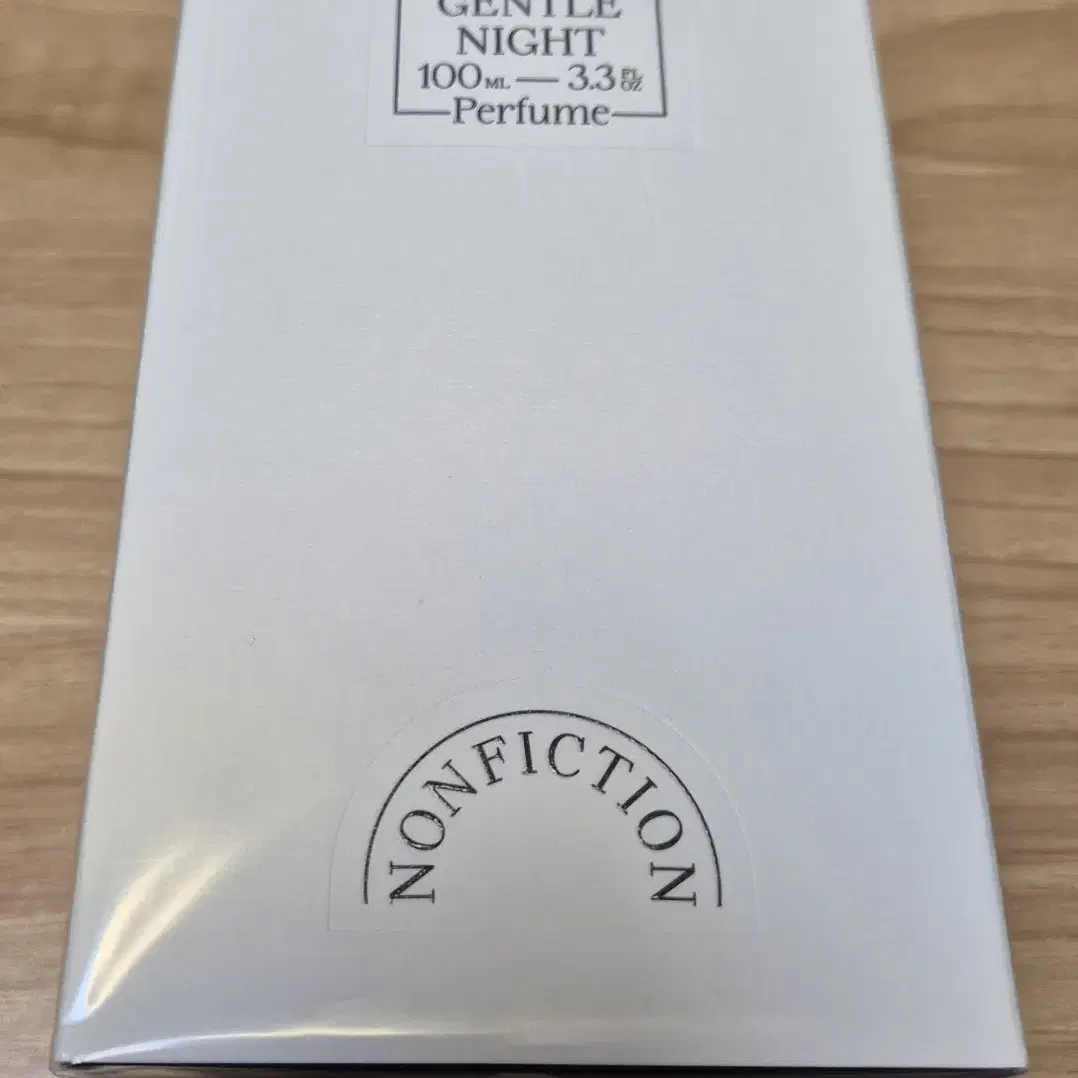 GENTLE
NIGHT
100ML — 3.3 FL OZ
Perfume
NONFICTION